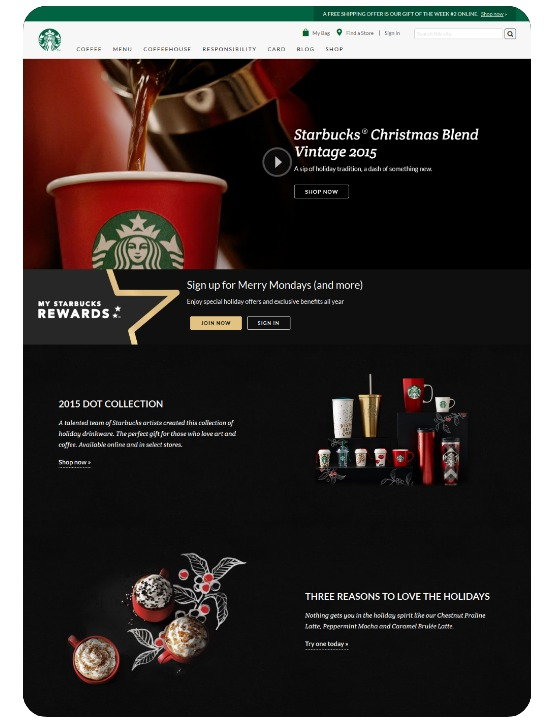 A FREE SHIPPING OFFER IS OUR GIFT OF THE WEEK #2 ONLINE. Shop now »
My Bag Find a Store | Sign in Search this site
COFFEE MENU COFFEEHOUSE RESPONSIBILITY CARD BLOG SHOP
Starbucks® Christmas Blend
Vintage 2015
A sip of holiday tradition, a dash of something new.
SHOP NOW
MY STARBUCKS
REWARDS
Sign up for Merry Mondays (and more)
Enjoy special holiday offers and exclusive benefits all year
JOIN NOW SIGN IN
2015 DOT COLLECTION
A talented team of Starbucks artists created this collection of
holiday drinkware. The perfect gift for those who love art and
coffee. Available online and in select stores.
Shop now »
THREE REASONS TO LOVE THE HOLIDAYS
Nothing gets you in the holiday spirit like our Chestnut Praline
Latte, Peppermint Mocha and Caramel Brulée Latte.
Try one today »